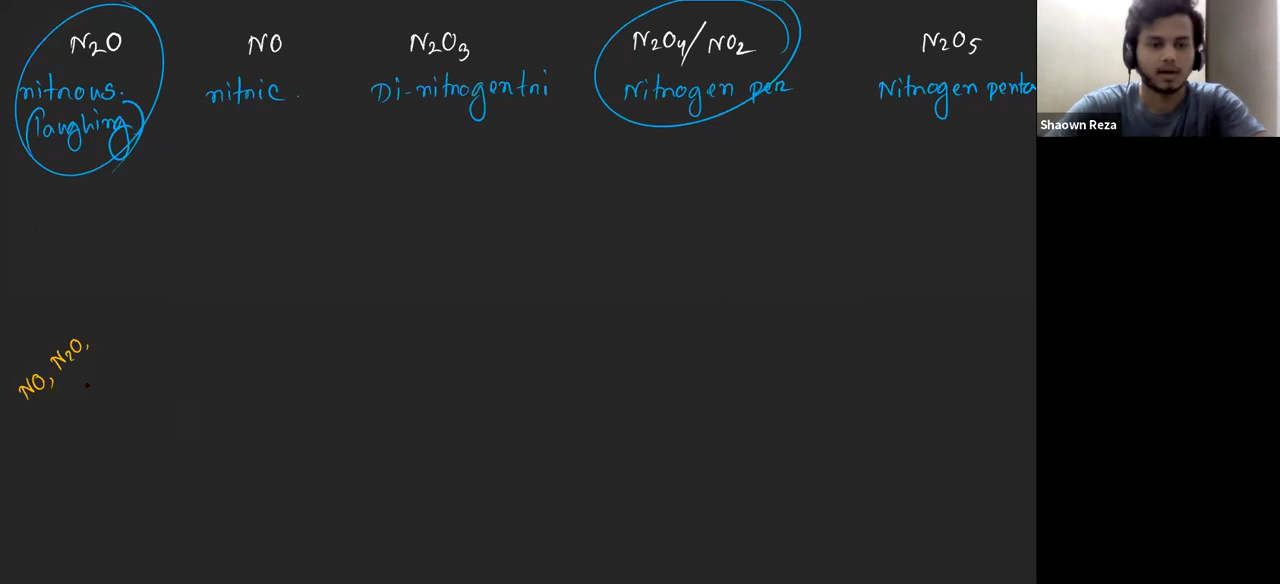 N2O NO N2O3 N2O4/NO2 N2O5
nitrous. nitric. Di-nitrogentri Nitrogen per Nitrogen penta
(laughing)
NO, N2O,
Shaown Reza